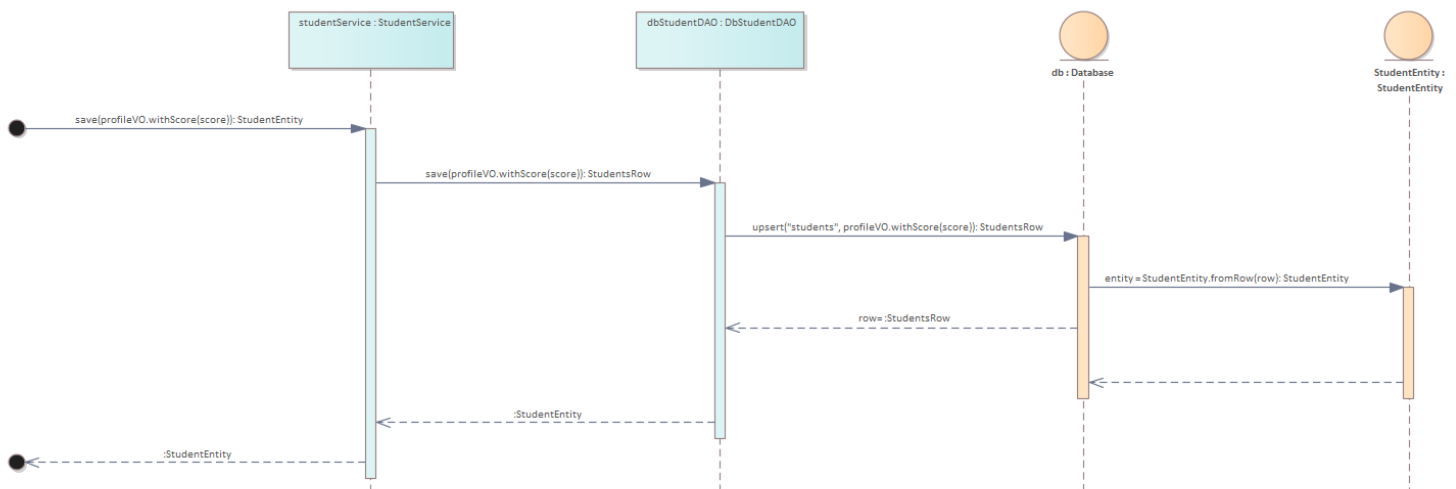 studentService : StudentService
dbStudentDAO : DbStudentDAO
db : Database
StudentEntity :
StudentEntity
save(profileVO.withScore(score)): StudentEntity
save(profileVO.withScore(score)): StudentsRow
upsert("students", profileVO.withScore(score)): StudentsRow
entity = StudentEntity.fromRow(row): StudentEntity
row= :StudentsRow
:StudentEntity
:StudentEntity